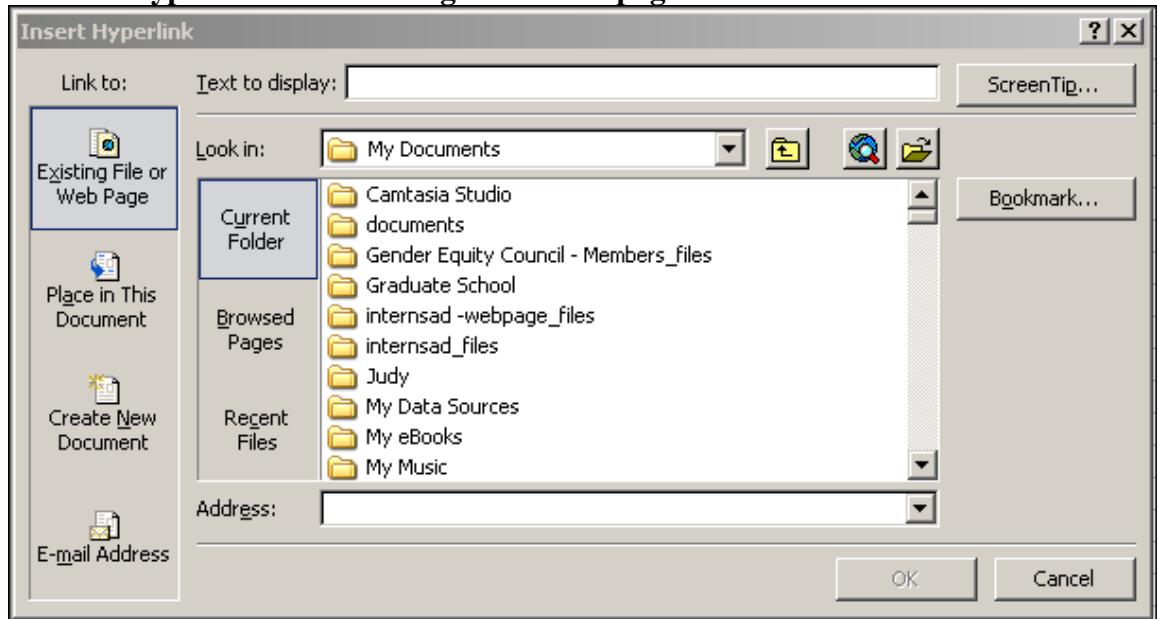 Insert Hyperlink
Link to:
Text to display:
ScreenTip...
Existing File or
Web Page
Look in:
My Documents
Bookmark...
Current
Folder
Browsed
Pages
Recent
Files
Camtasia Studio
documents
Gender Equity Council - Members_files
Graduate School
internsad -webpage_files
internsad_files
Judy
My Data Sources
My eBooks
My Music
Place in This
Document
Create New
Document
E-mail Address
Address:
OK
Cancel